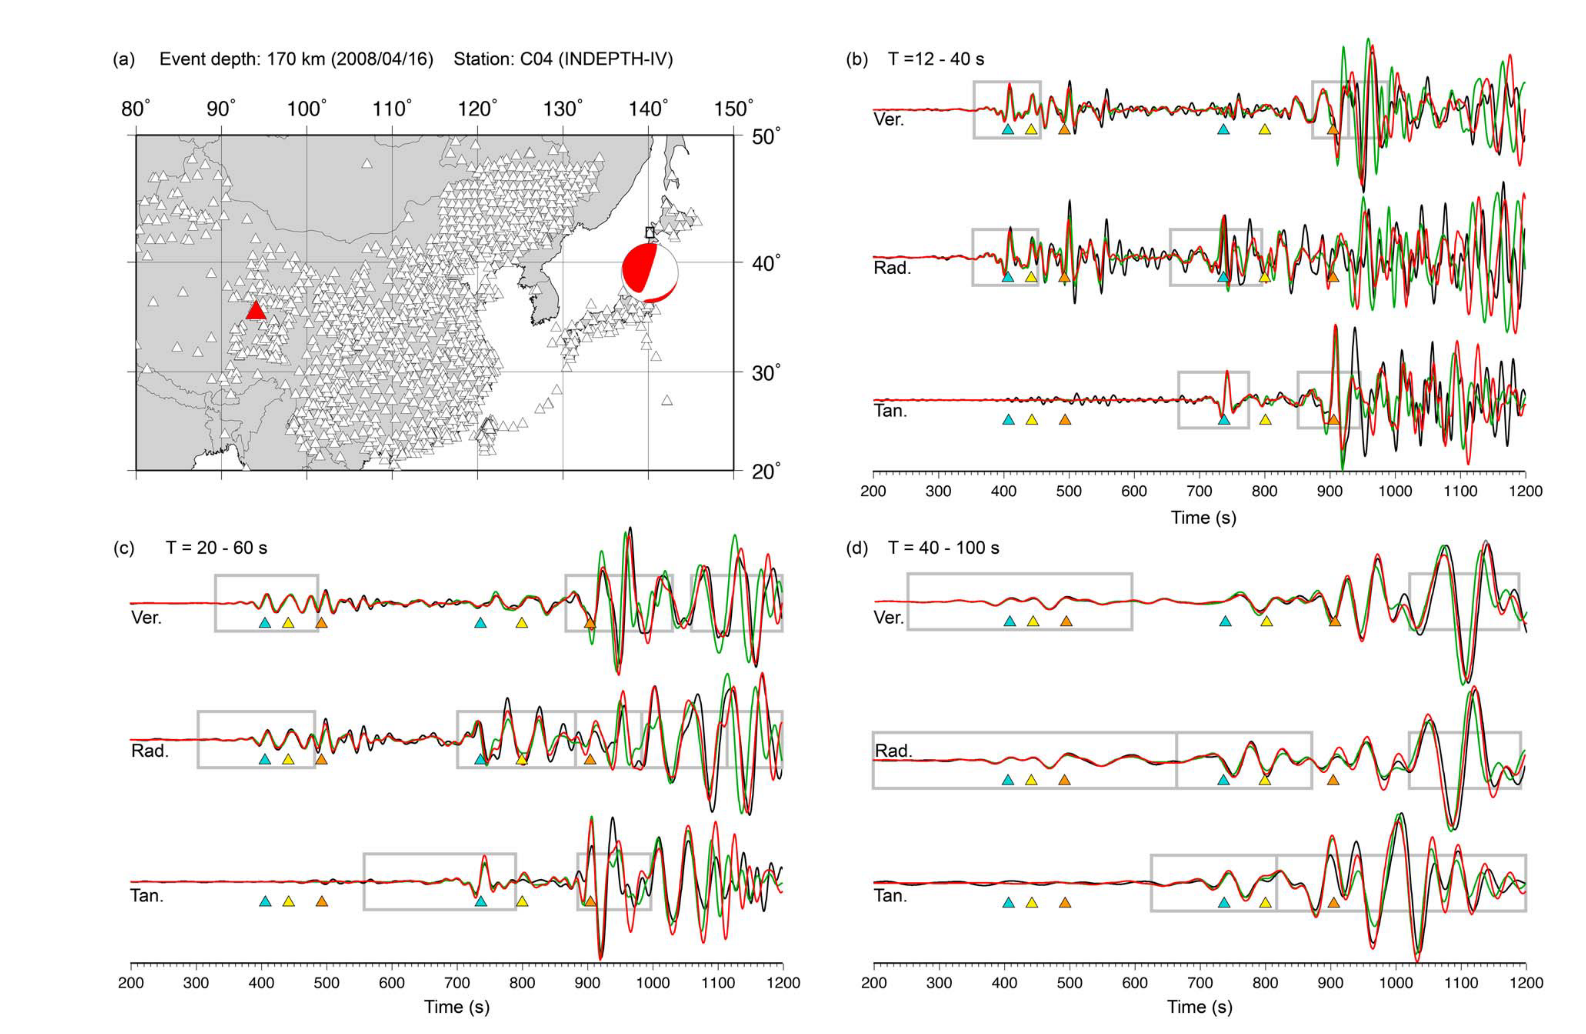 (a) Event depth: 170 km (2008/04/16) Station: C04 (INDEPTH-IV)
80˚ 90˚ 100˚ 110˚ 120˚ 130˚ 140˚ 150˚
50˚
40˚
30˚
20˚
(b) T =12 - 40 s
Ver.
Rad.
Tan.
200 300 400 500 600 700 800 900 1000 1100 1200
Time (s)
(c) T = 20 - 60 s
Ver.
Rad.
Tan.
200 300 400 500 600 700 800 900 1000 1100 1200
Time (s)
(d) T = 40 - 100 s
Ver.
Rad.
Tan.
200 300 400 500 600 700 800 900 1000 1100 1200
Time (s)